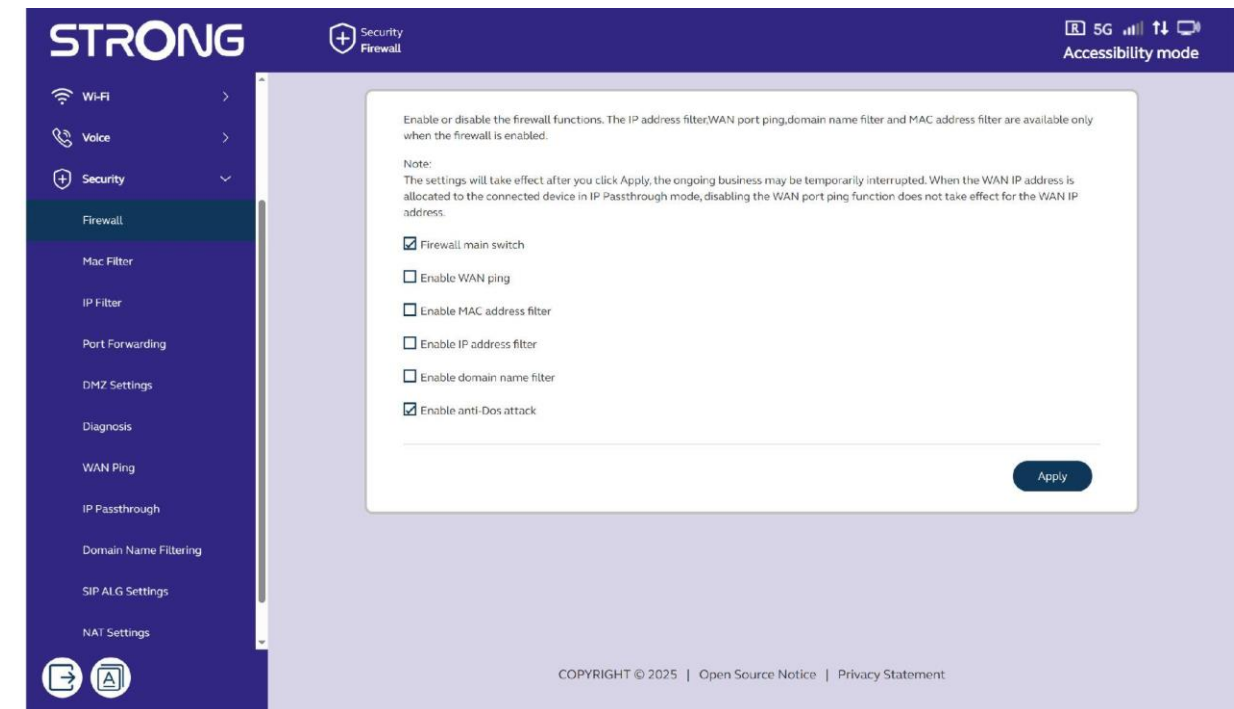 STRONG
Security
Firewall
R 5G
Accessibility mode
Wi-Fi
Voice
Security
Firewall
Mac Filter
IP Filter
Port Forwarding
DMZ Settings
Diagnosis
WAN Ping
IP Passthrough
Domain Name Filtering
SIP ALG Settings
NAT Settings
A
Enable or disable the firewall functions. The IP address filter,WAN port ping,domain name filter and MAC address filter are available only
when the firewall is enabled.
Note:
The settings will take effect after you click Apply, the ongoing business may be temporarily interrupted. When the WAN IP address is
allocated to the connected device in IP Passthrough mode, disabling the WAN port ping function does not take effect for the WAN IP
address.
Firewall main switch
Enable WAN ping
Enable MAC address filter
Enable IP address filter
Enable domain name filter
Enable anti-Dos attack
Apply
COPYRIGHT © 2025 | Open Source Notice | Privacy Statement